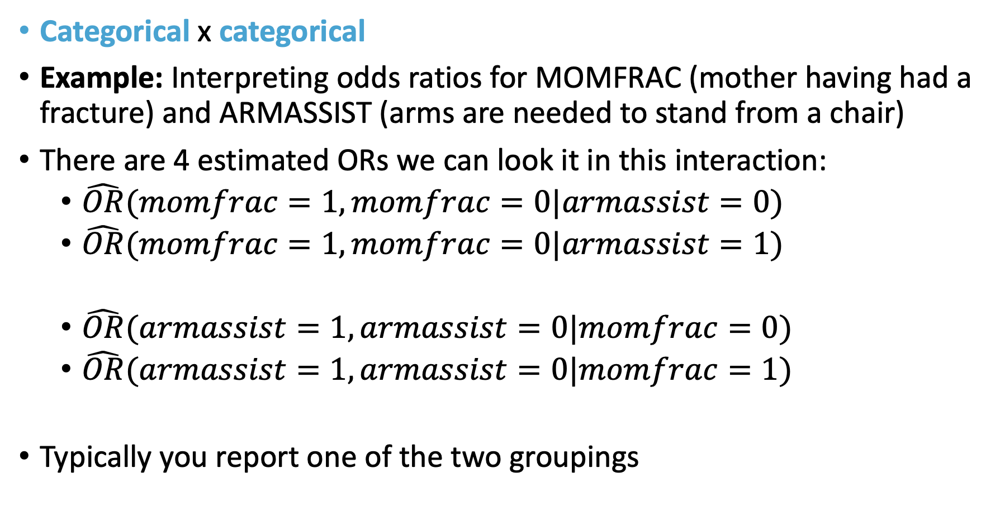 • Categorical x categorical
• Example: Interpreting odds ratios for MOMFRAC (mother having had a
fracture) and ARMASSIST (arms are needed to stand from a chair)
• There are 4 estimated ORs we can look it in this interaction:
• \widehat{OR}(momfrac = 1, momfrac = 0|armassist = 0)
• \widehat{OR}(momfrac = 1, momfrac = 0|armassist = 1)
• \widehat{OR}(armassist = 1, armassist = 0|momfrac = 0)
• \widehat{OR}(armassist = 1, armassist = 0|momfrac = 1)
• Typically you report one of the two groupings